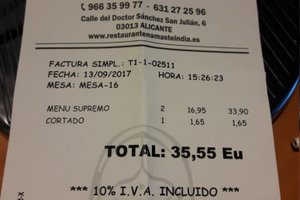 966 35 99 77 - 631 27 25 96
Calle del Doctor Sánchez San Julián, 6
03013 ALICANTE
www.restaurantenamasteindia.es
FACTURA SIMPL.: T1-1-02511
FECHA: 13/09/2017 HORA: 15:26:23
MESA: MESA-16
MENU SUPREMO 2 16,95 33,90
CORTADO 1 1,65 1,65
TOTAL: 35,55 Eu
*** 10% I.V.A. INCLUIDO ***